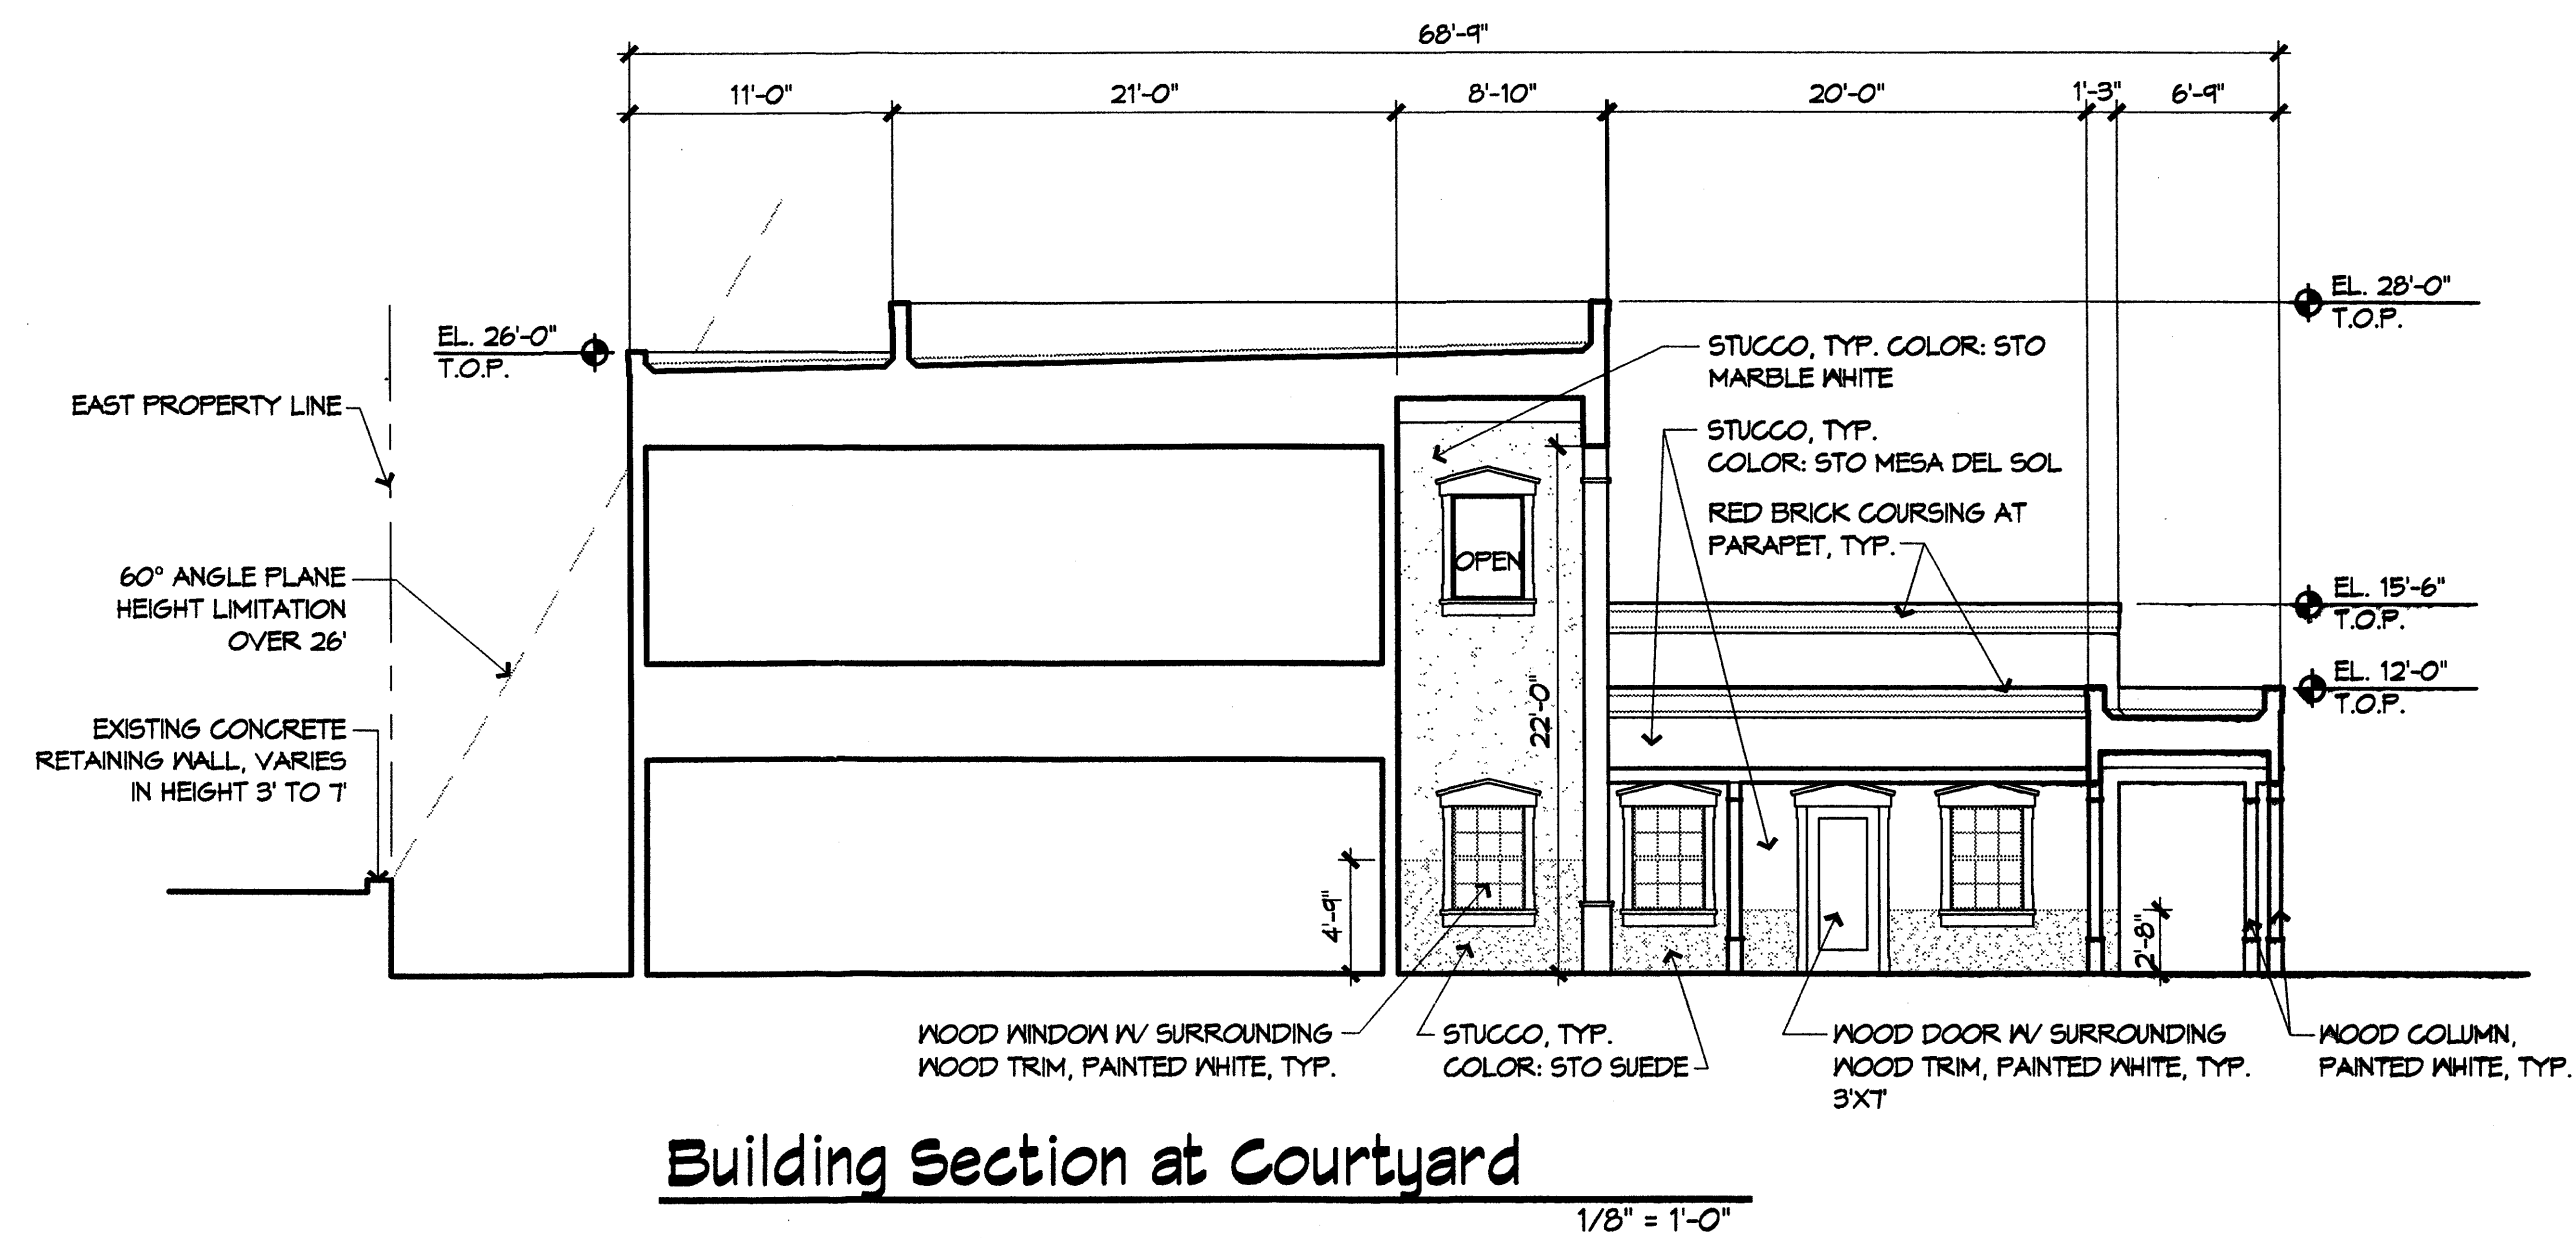 68'-9"
11'-0"
21'-0"
8'-10"
20'-0"
1'-3"
6'-9"
EL. 28'-0"
T.O.P.
EL. 26'-0"
T.O.P.
STUCCO, TYP. COLOR: STO
MARBLE WHITE
EAST PROPERTY LINE
STUCCO, TYP.
COLOR: STO MESA DEL SOL
RED BRICK COURSING AT
PARAPET, TYP.
OPEN
60° ANGLE PLANE
HEIGHT LIMITATION
OVER 26'
EL. 15'-6"
T.O.P.
EL. 12'-0"
T.O.P.
22'-0"
EXISTING CONCRETE
RETAINING WALL, VARIES
IN HEIGHT 3' TO 7'
4'-9"
2'-8"
WOOD WINDOW W/ SURROUNDING
WOOD TRIM, PAINTED WHITE, TYP.
STUCCO, TYP.
COLOR: STO SUEDE
WOOD DOOR W/ SURROUNDING
WOOD TRIM, PAINTED WHITE, TYP.
3'X7'
WOOD COLUMN,
PAINTED WHITE, TYP.
Building Section at Courtyard
1/8" = 1'-0"